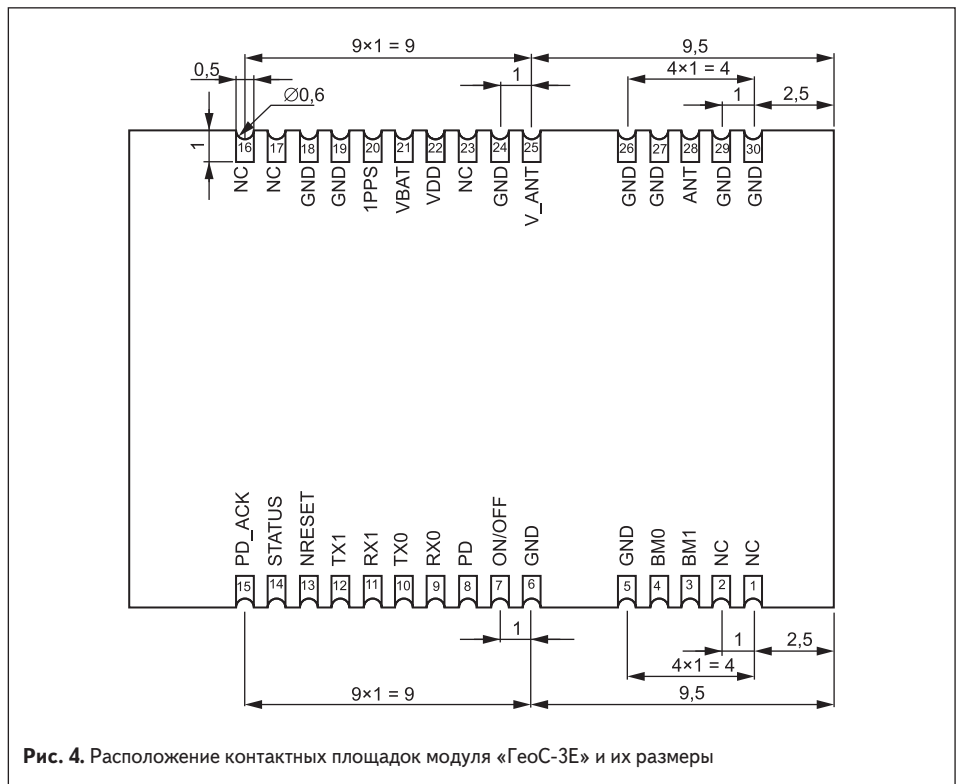 9×1 = 9
9,5
0,5
4×1 = 4
1
∅0,6
1
2,5
1
16 17 18 19 20 21 22 23 24 25 26 27 28 29 30
NC NC GND GND 1PPS VBAT VDD NC GND V_ANT GND GND ANT GND GND
PD_ACK STATUS NRESET TX1 RX1 TX0 RX0 PD ON/OFF GND GND BM0 BM1 NC NC
15 14 13 12 11 10 9 8 7 6 5 4 3 2 1
1
1
2,5
4×1 = 4
9×1 = 9
9,5
Рис. 4. Расположение контактных площадок модуля «ГеоС-3Е» и их размеры